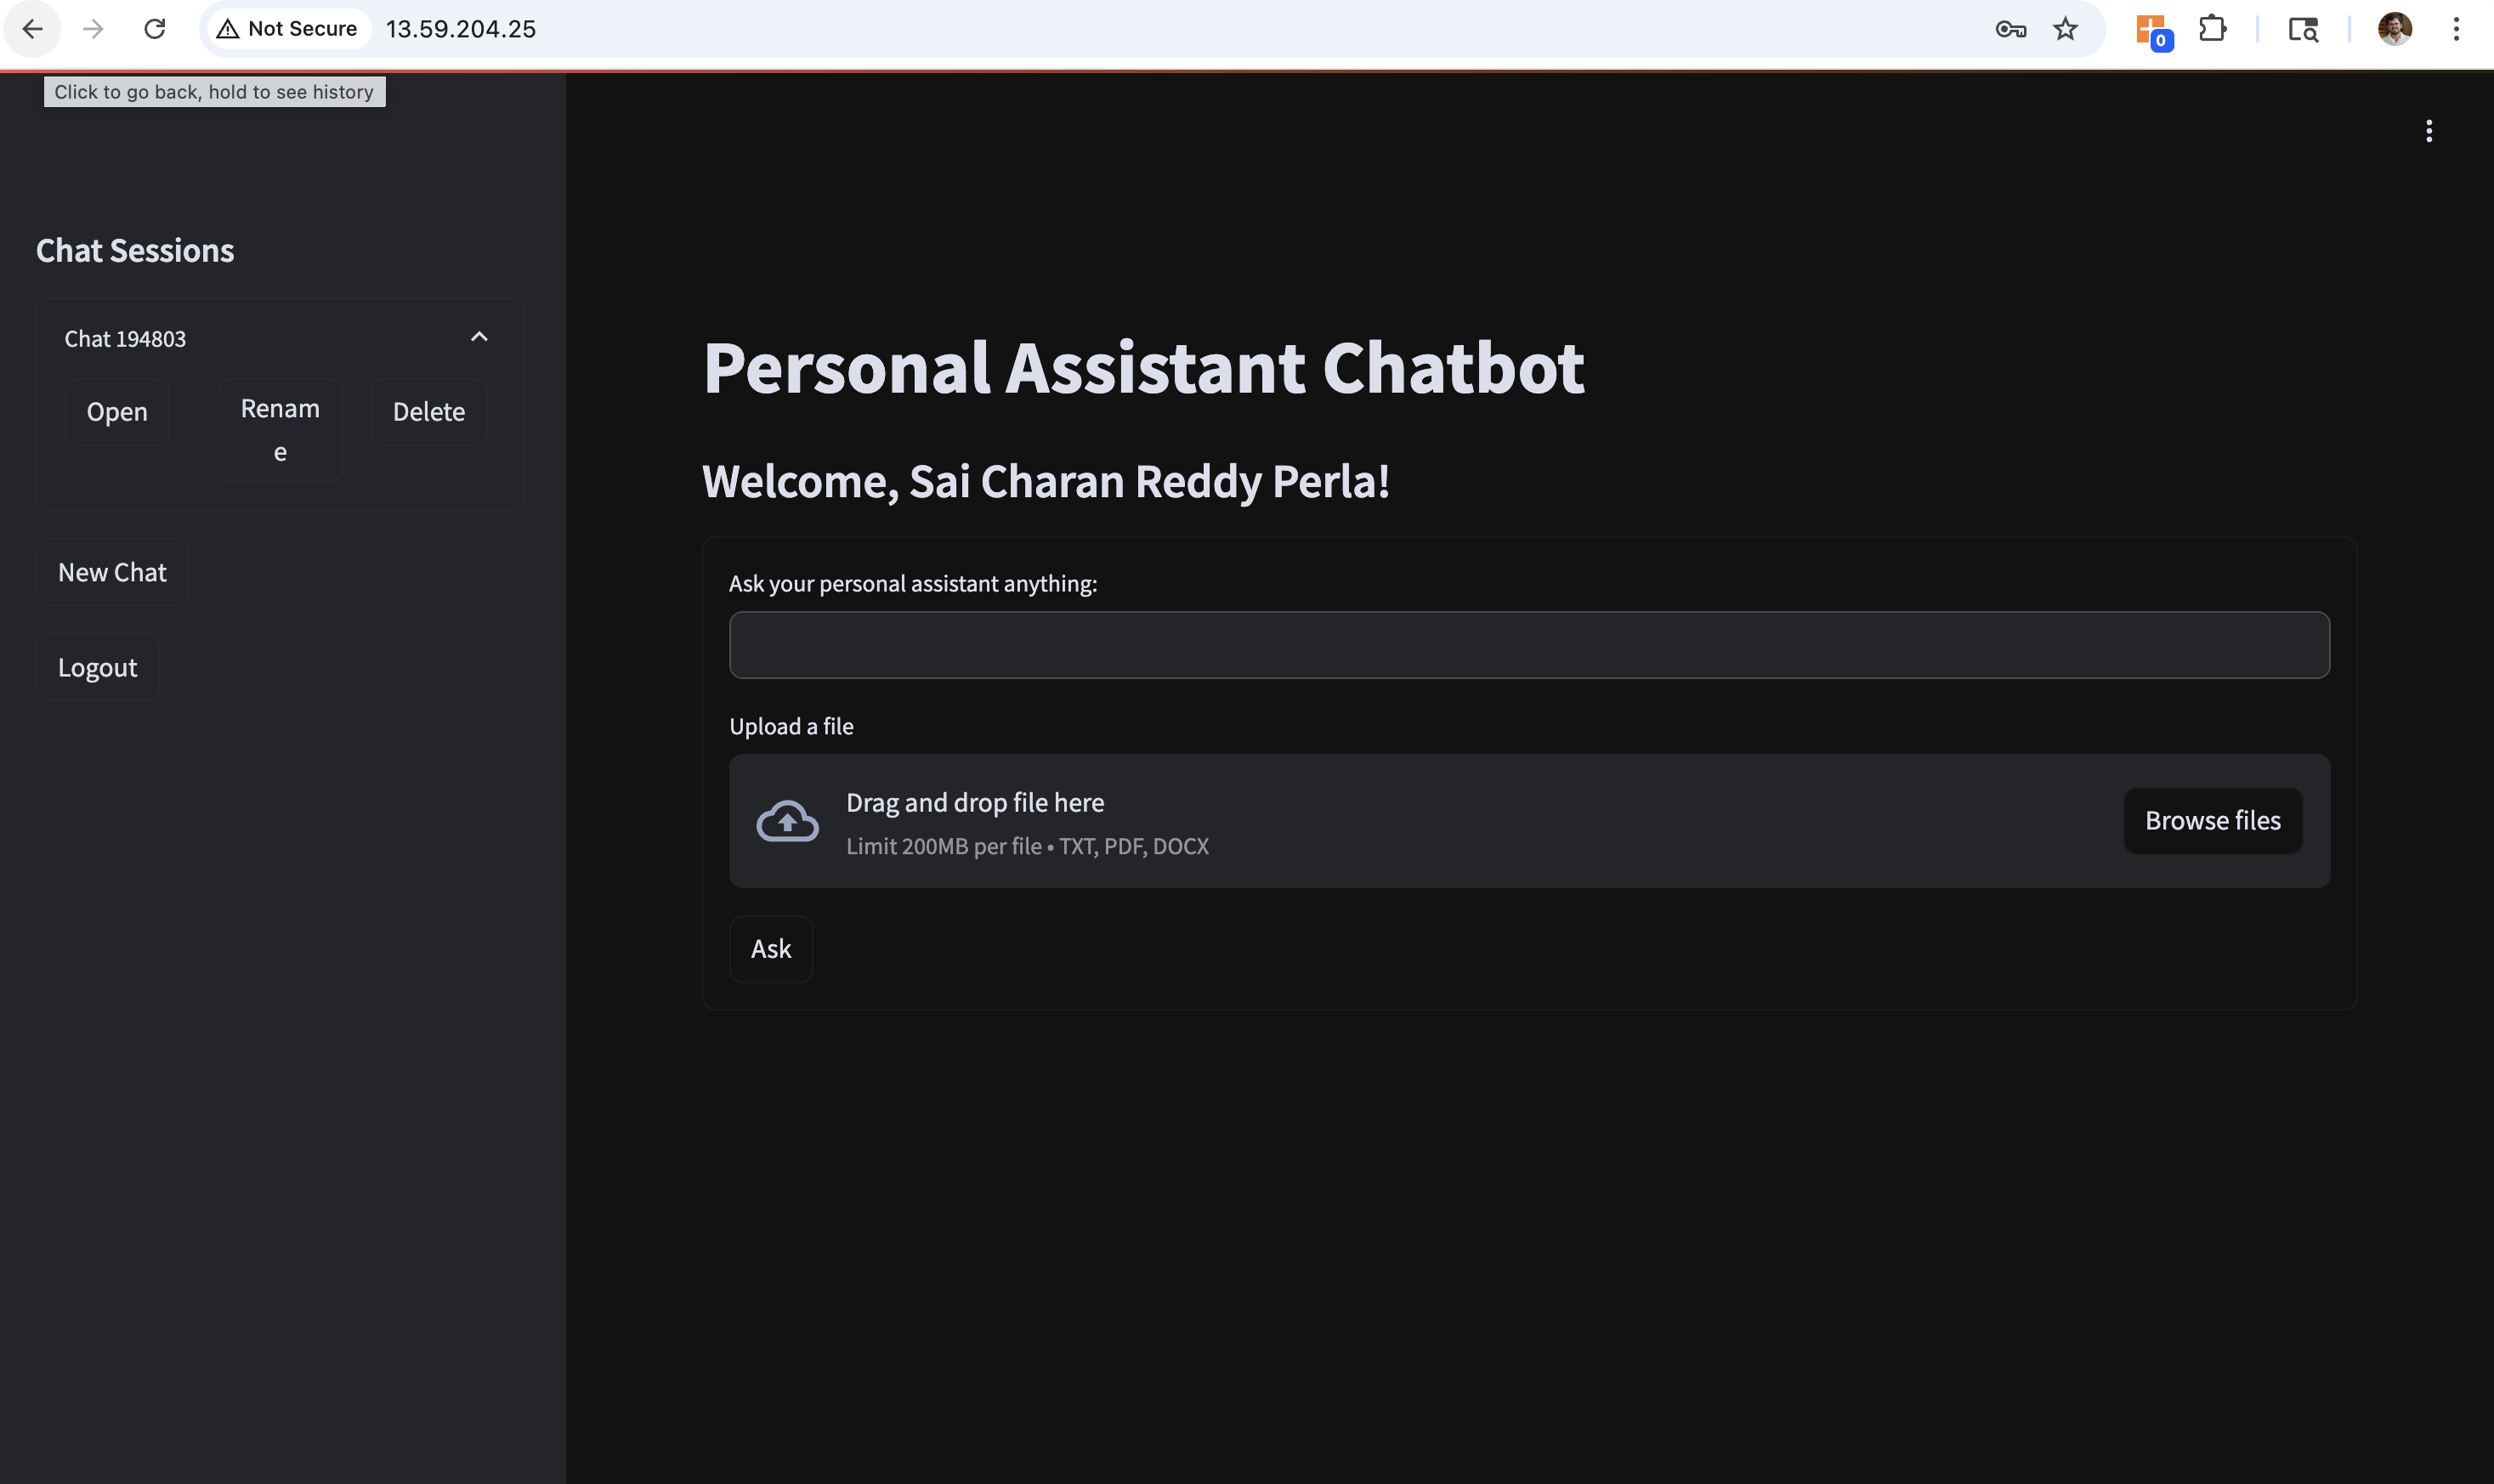 Not Secure 13.59.204.25
0
Click to go back, hold to see history
Chat Sessions
Chat 194803
Open
Renam
e
Delete
New Chat
Logout
Personal Assistant Chatbot
Welcome, Sai Charan Reddy Perla!
Ask your personal assistant anything:
Upload a file
Drag and drop file here
Limit 200MB per file • TXT, PDF, DOCX
Browse files
Ask